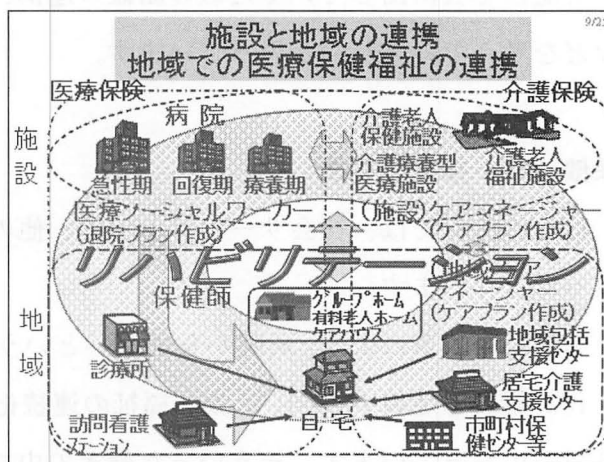 施設と地域の連携
地域での医療保健福祉の連携
医療保険
介護保険
病院
施設
急性期
回復期
療養期
介護老人
保健施設
介護療養型
医療施設
介護老人
福祉施設
医療ソーシャルワーカー
(退院プラン作成)
(施設)ケアマネージャー
(ケアプラン作成)
リハビリテーション
保健師
(地域)ケア
マネージャー
(ケアプラン作成)
グループホーム
有料老人ホーム
ケアハウス
地域
診療所
地域包括
支援センター
居宅介護
支援センター
訪問看護
ステーション
自宅
市町村保
健センター等